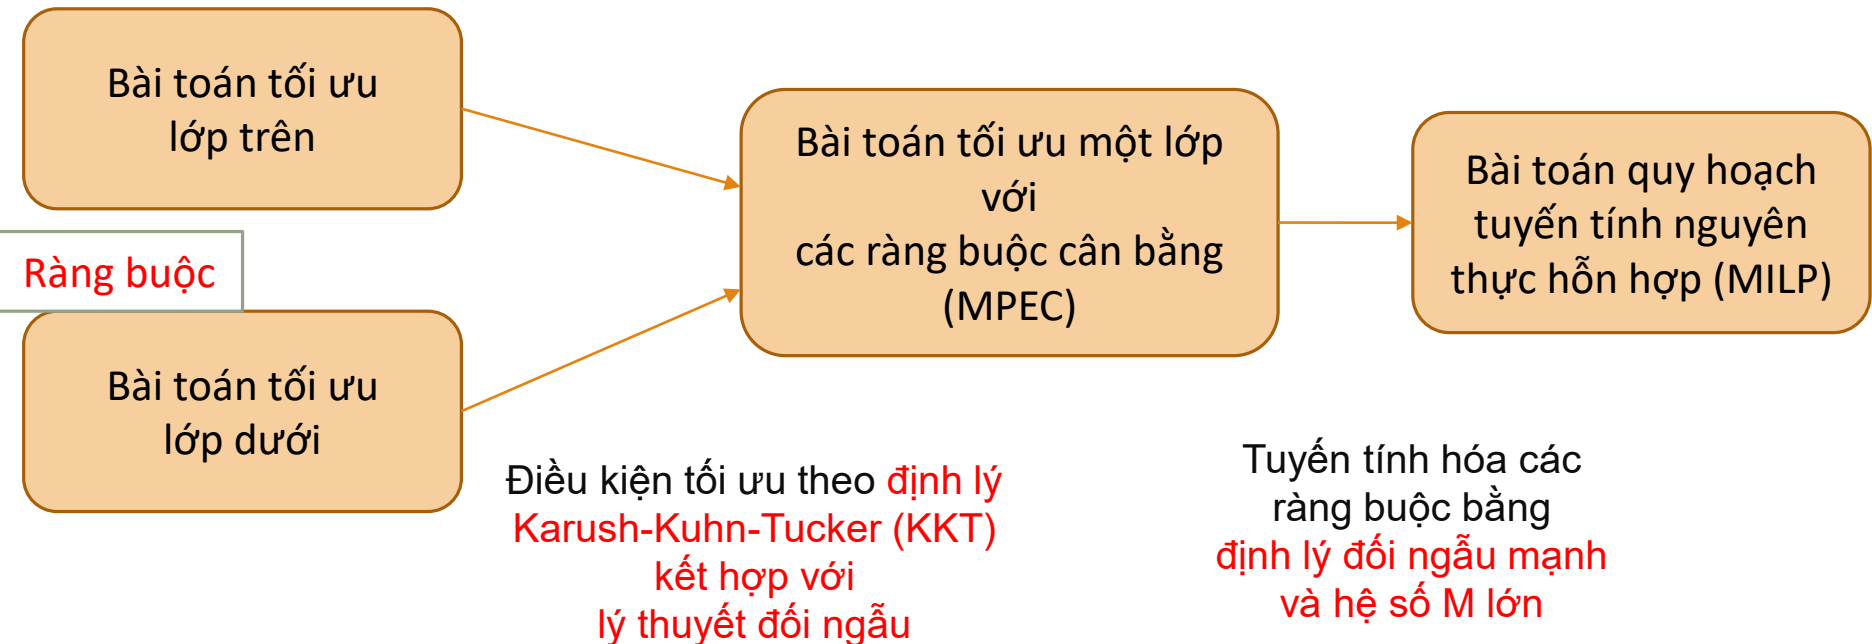 Bài toán tối ưu
lớp trên
Ràng buộc
Bài toán tối ưu
lớp dưới
Bài toán tối ưu một lớp
với
các ràng buộc cân bằng
(MPEC)
Bài toán quy hoạch
tuyến tính nguyên
thực hỗn hợp (MILP)
Điều kiện tối ưu theo định lý
Karush-Kuhn-Tucker (KKT)
kết hợp với
lý thuyết đối ngẫu
Tuyến tính hóa các
ràng buộc bằng
định lý đối ngẫu mạnh
và hệ số M lớn